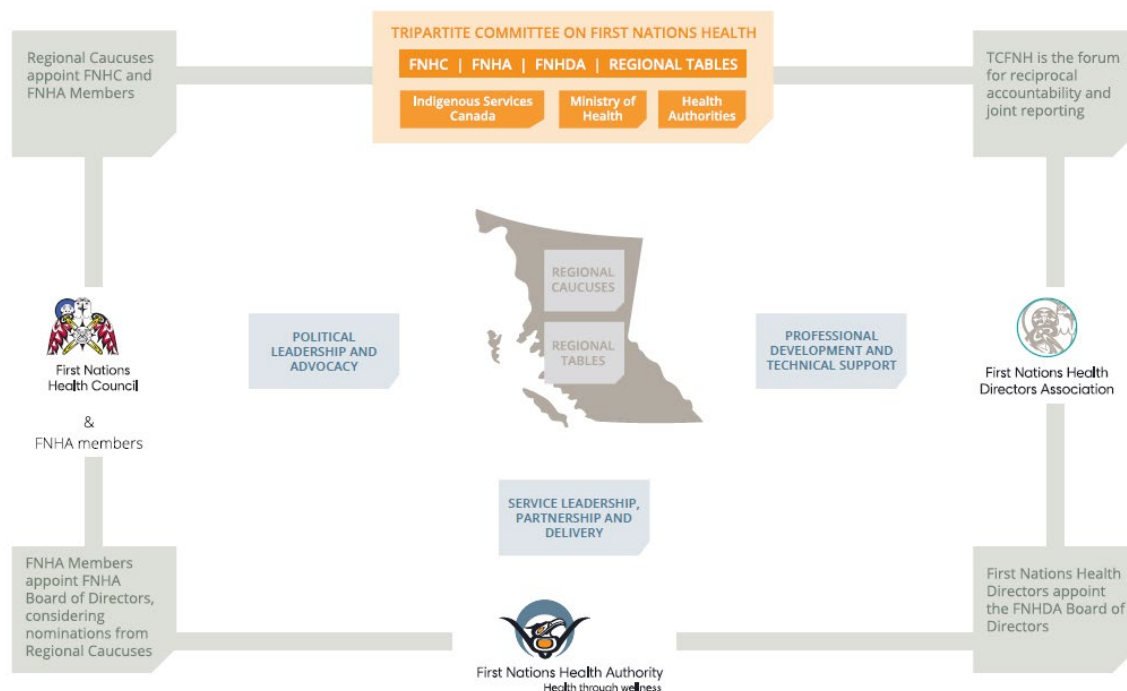 TRIPARTITE COMMITTEE ON FIRST NATIONS HEALTH
FNHC | FNHA | FNHDA | REGIONAL TABLES
Indigenous Services
Canada
Ministry of
Health
Health
Authorities
Regional Caucuses
appoint FNHC and
FNHA Members
TCFNH is the forum
for reciprocal
accountability and
joint reporting
REGIONAL
CAUCUSES
REGIONAL
TABLES
First Nations
Health Council
&
FNHA members
POLITICAL
LEADERSHIP AND
ADVOCACY
PROFESSIONAL
DEVELOPMENT AND
TECHNICAL SUPPORT
First Nations Health
Directors Association
SERVICE LEADERSHIP,
PARTNERSHIP AND
DELIVERY
FNHA Members
appoint FNHA
Board of Directors,
considering
nominations from
Regional Caucuses
First Nations Health Authority
Health through wellness
First Nations Health
Directors appoint
the FNHDA Board of
Directors